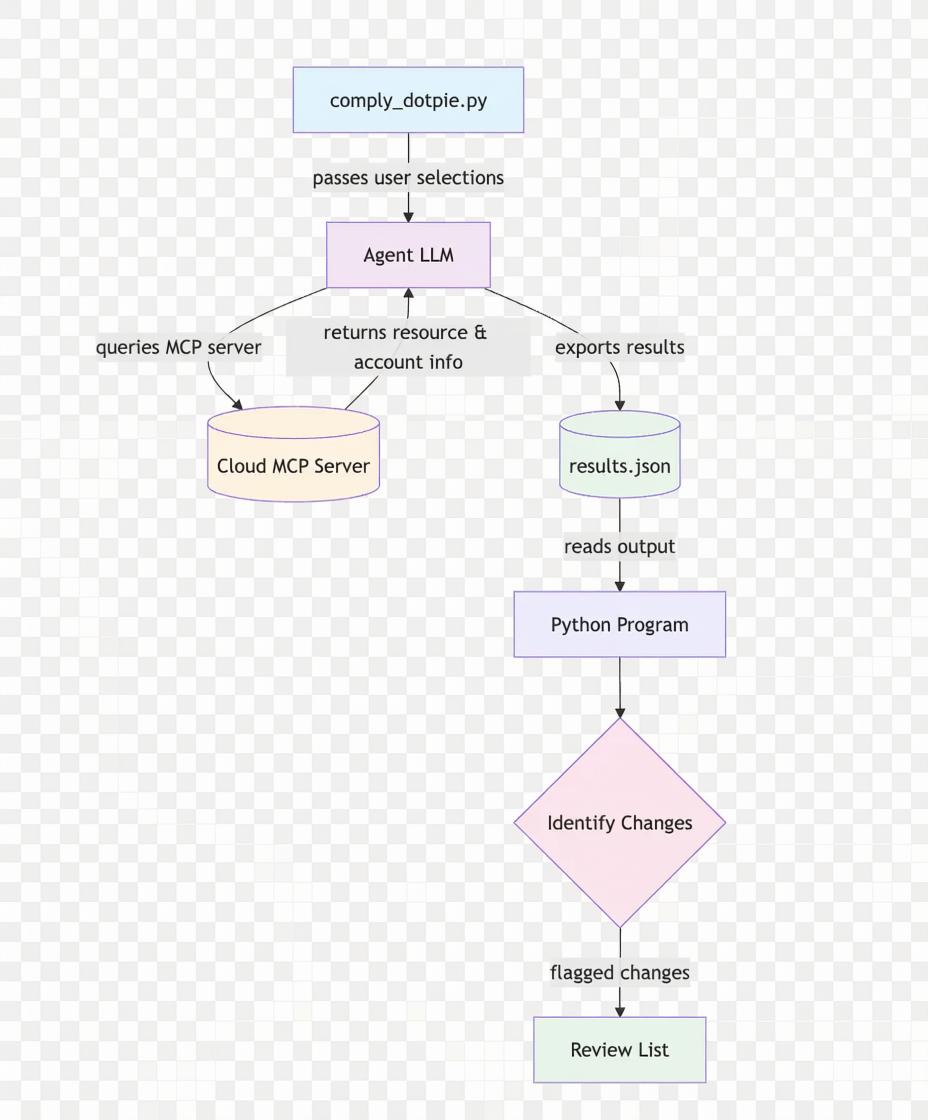 comply_dotpie.py
passes user selections
Agent LLM
queries MCP server
returns resource &
account info
exports results
Cloud MCP Server
results.json
reads output
Python Program
Identify Changes
flagged changes
Review List